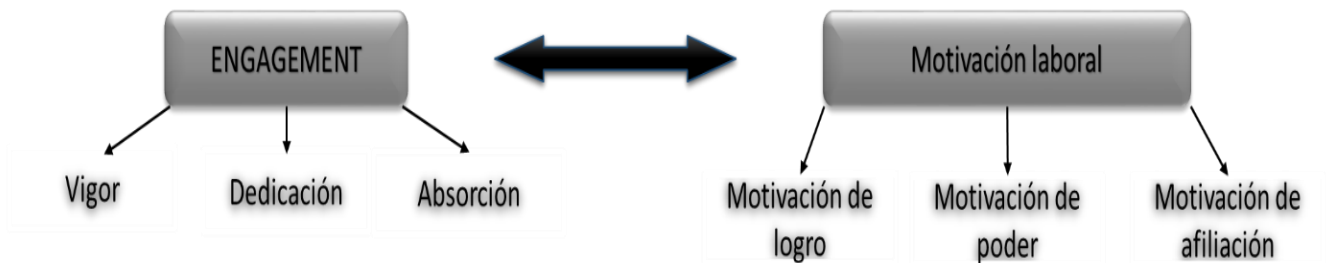 ENGAGEMENT
Motivación laboral
Vigor
Dedicación
Absorción
Motivación de
logro
Motivación de
poder
Motivación de
afiliación